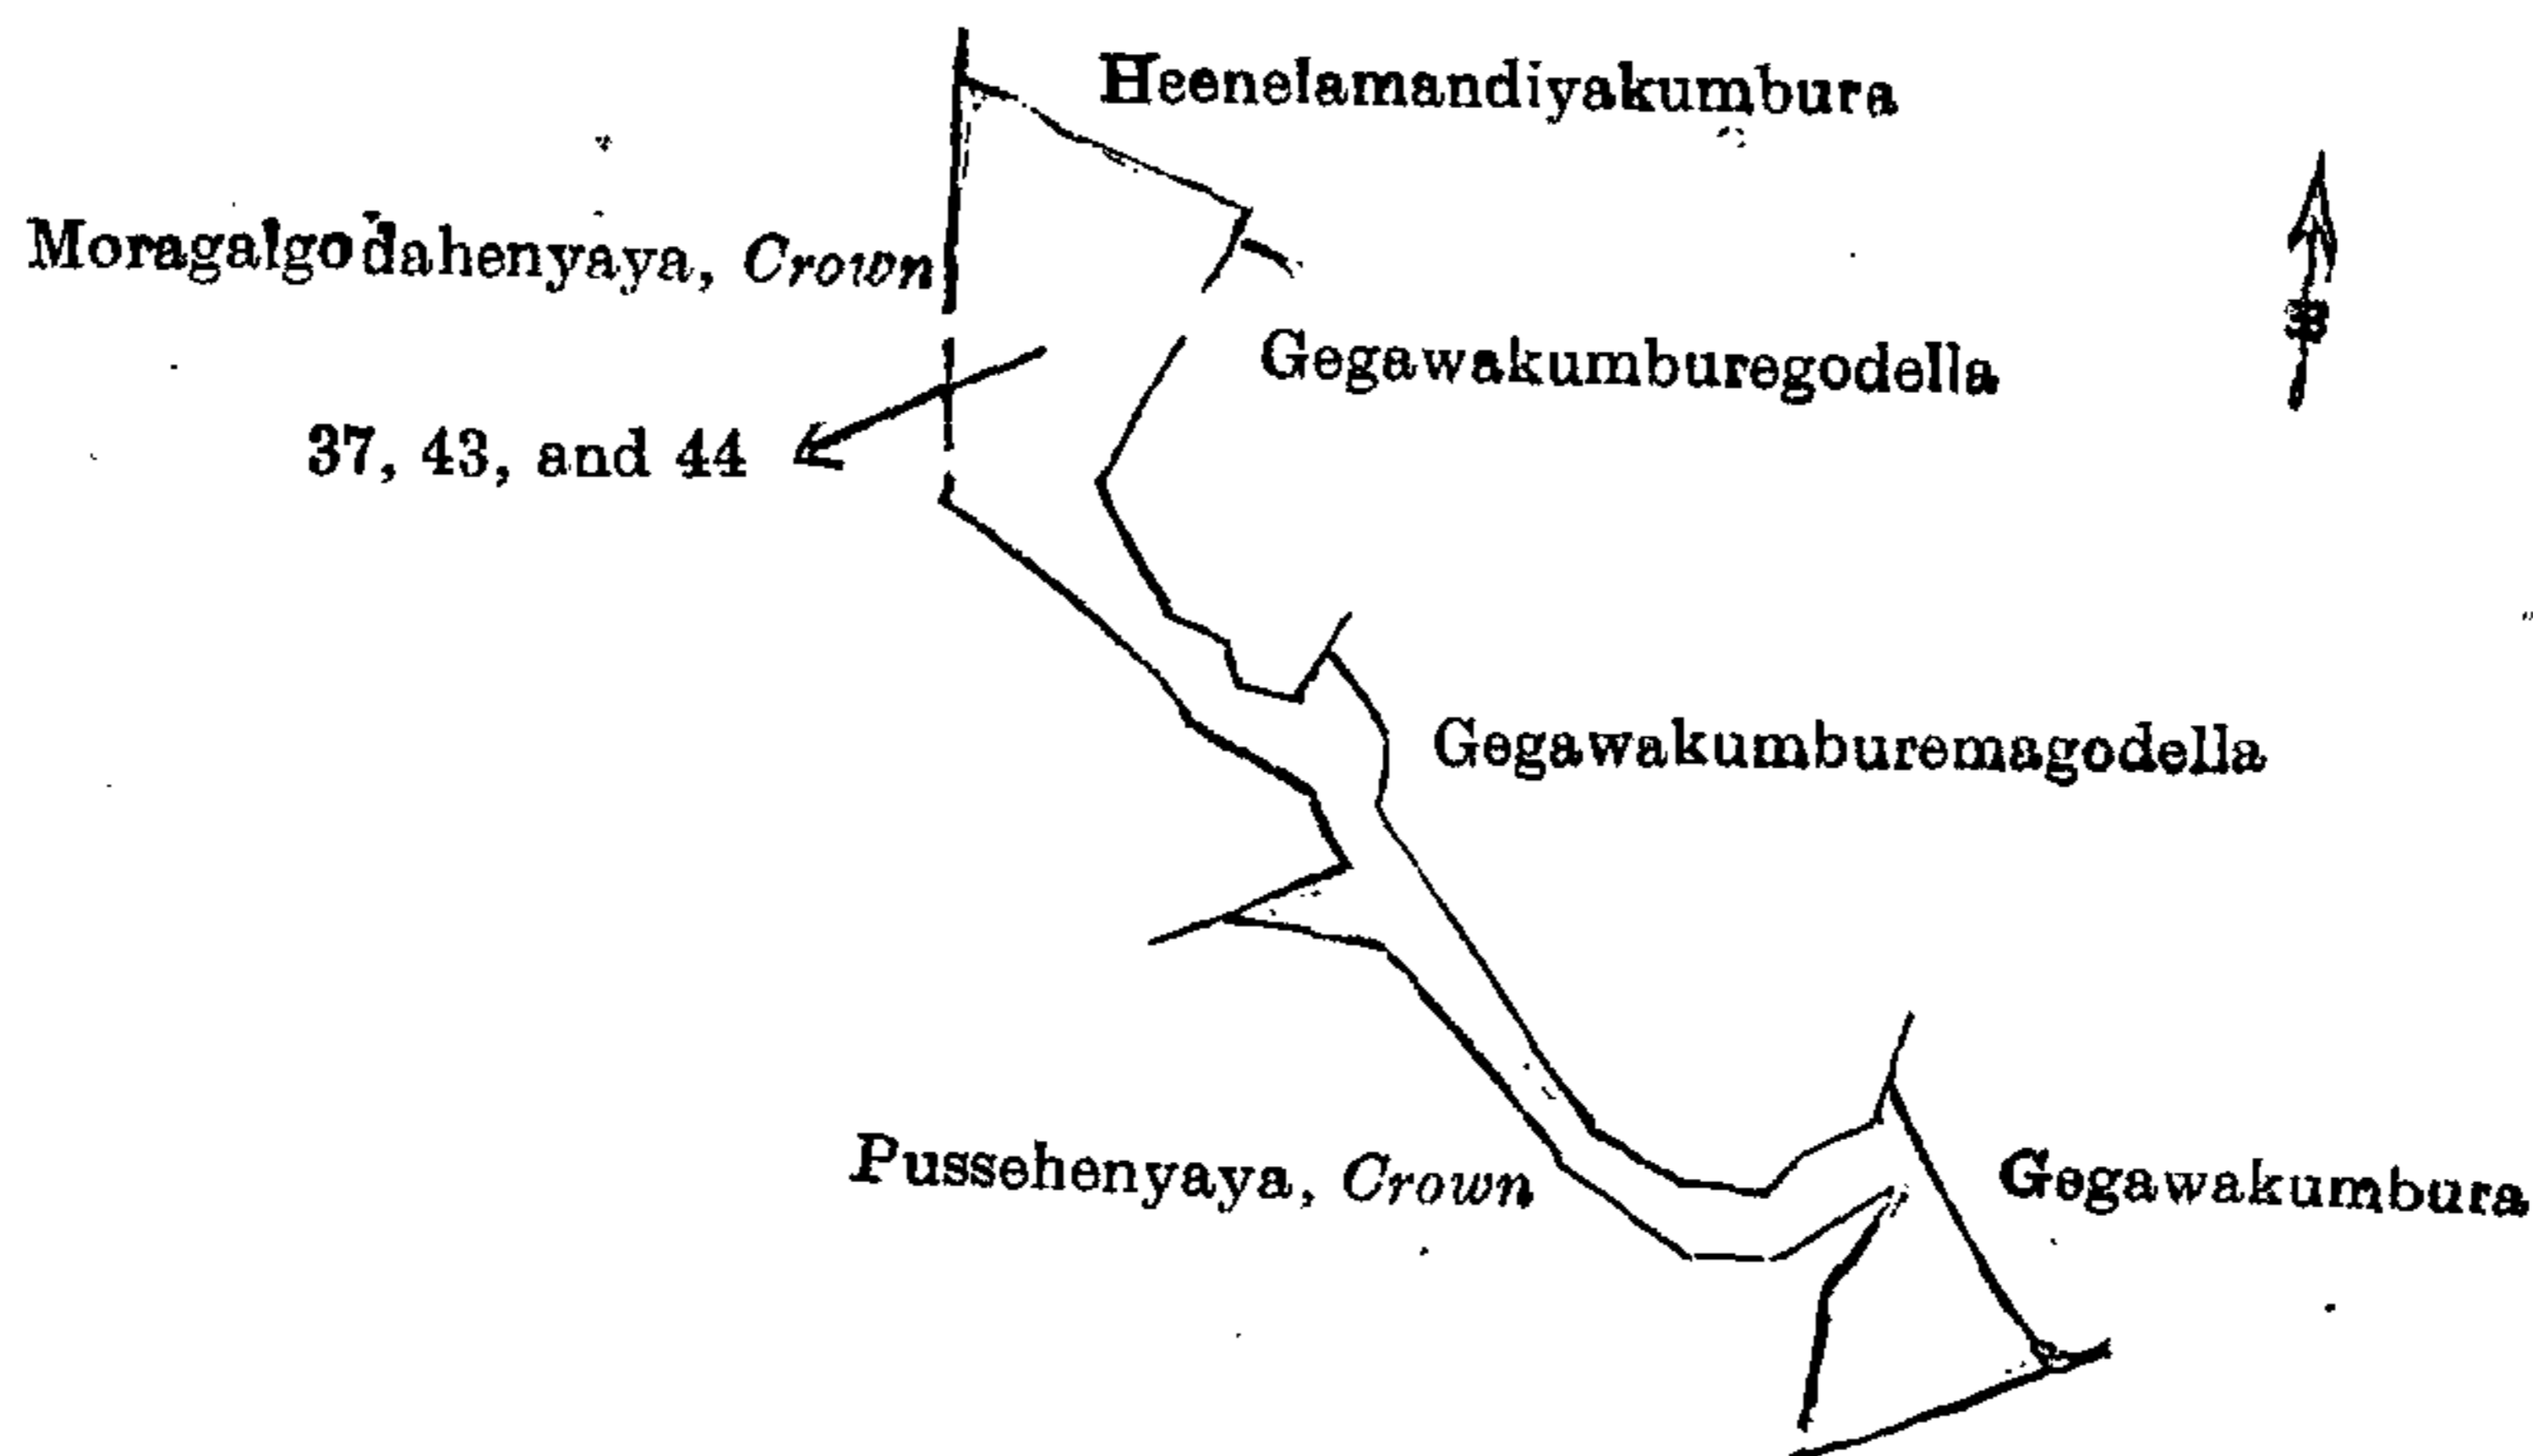 Heenelamandiyakumbura
Moragalgodahenyaya, Crown
Gegawakumburegodella
37, 43, and 44
Gegawakumburemagodella
Pussehenyaya, Crown
Gegawakumbura